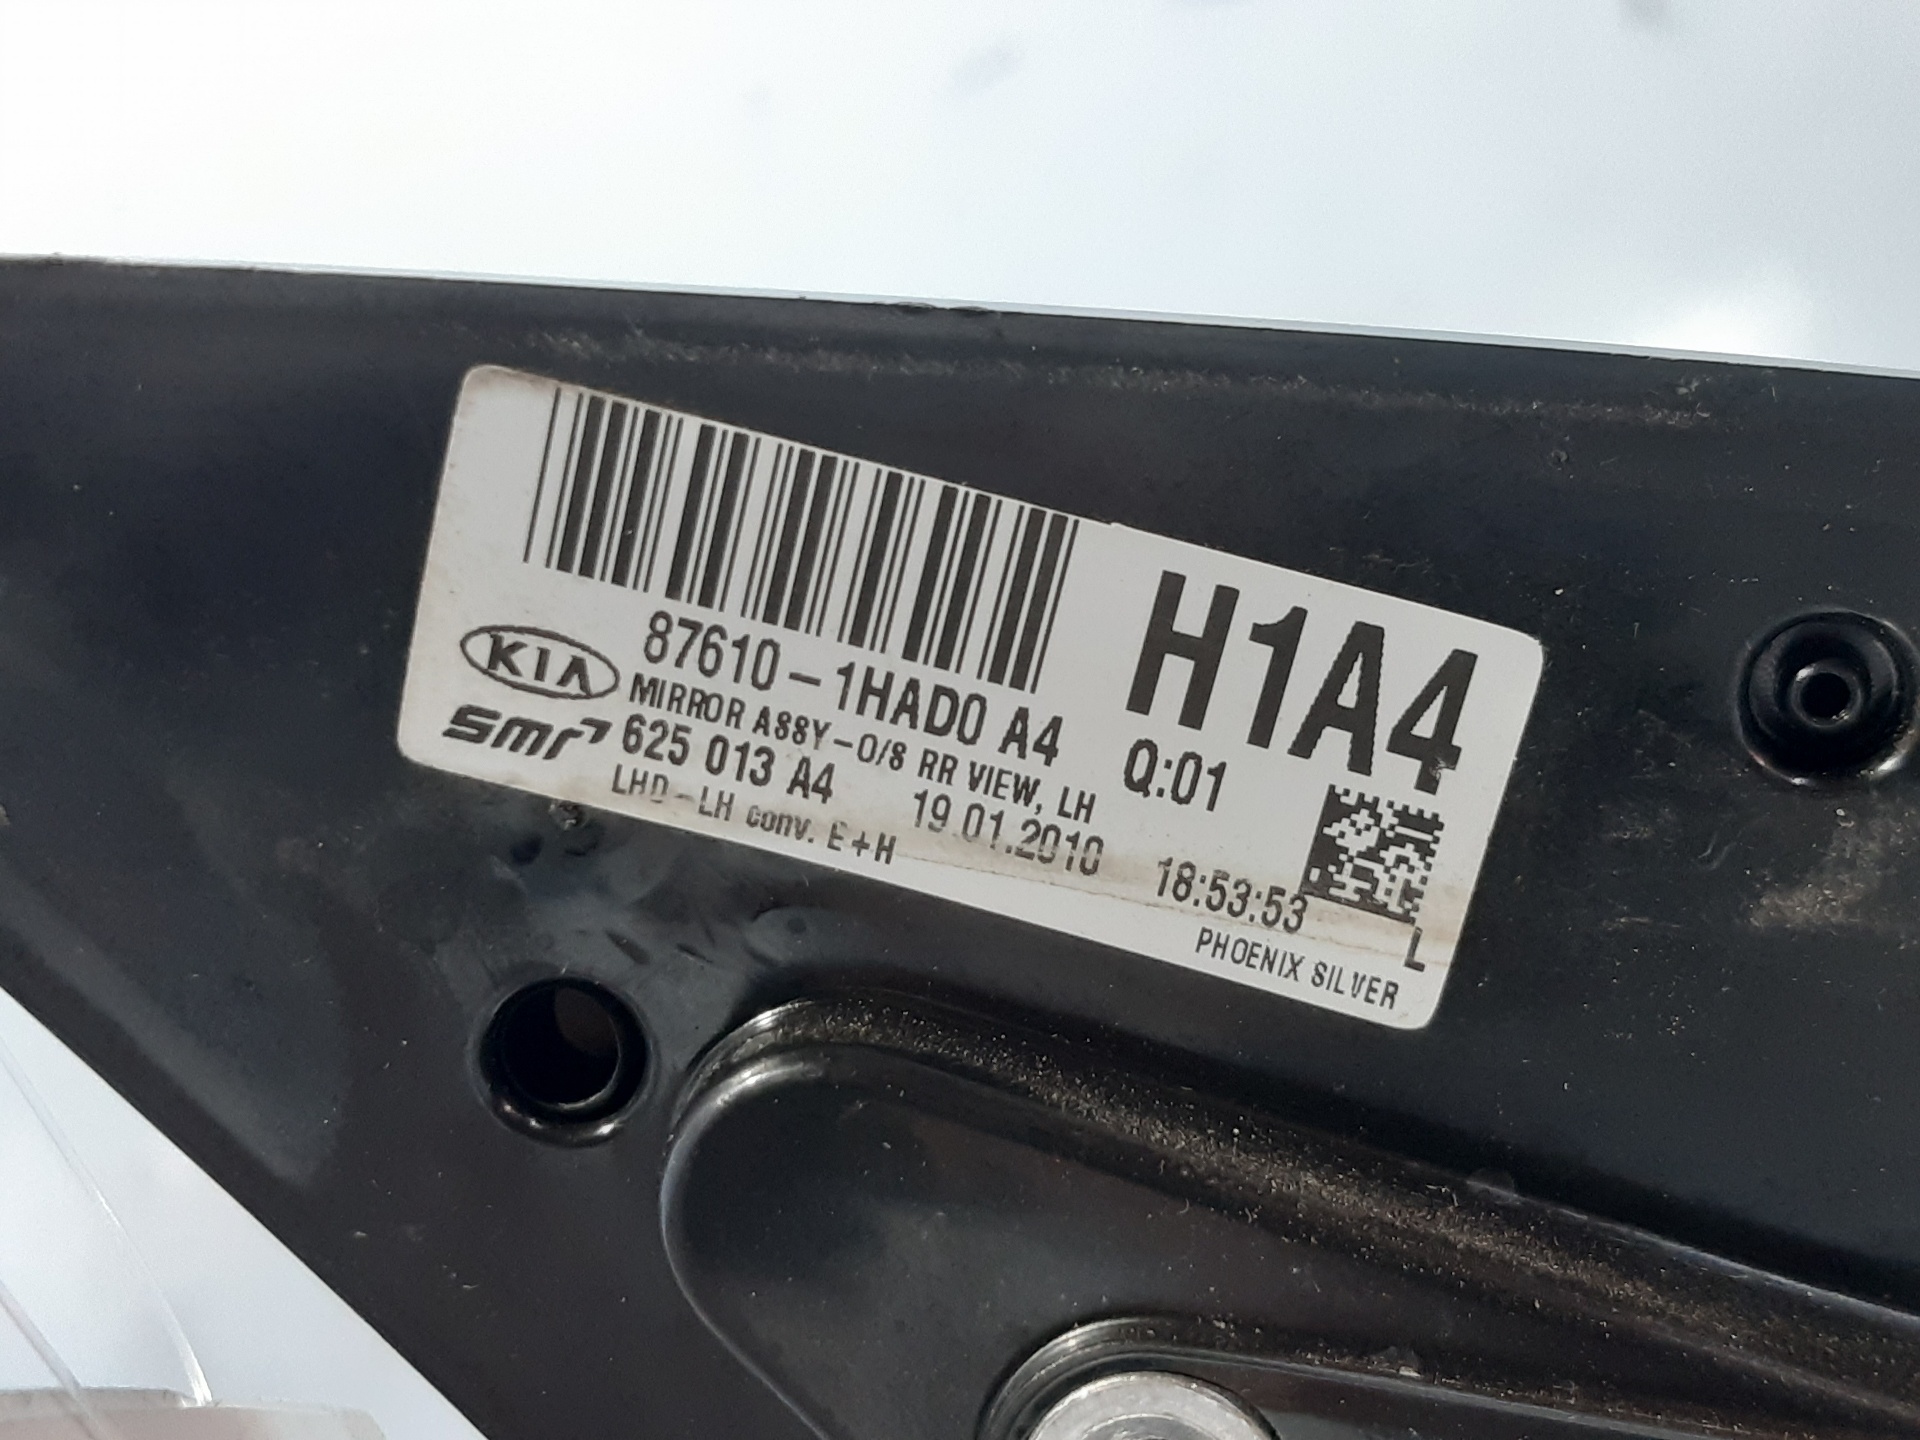 H1A4
KIA
87610-1HAD0 A4
Q:01
MIRROR ASSY-O/S RR VIEW, LH
smr
625 013 A4 19.01.2010 18:53:53
LHD-LH conv. E+H
L
PHOENIX SILVER